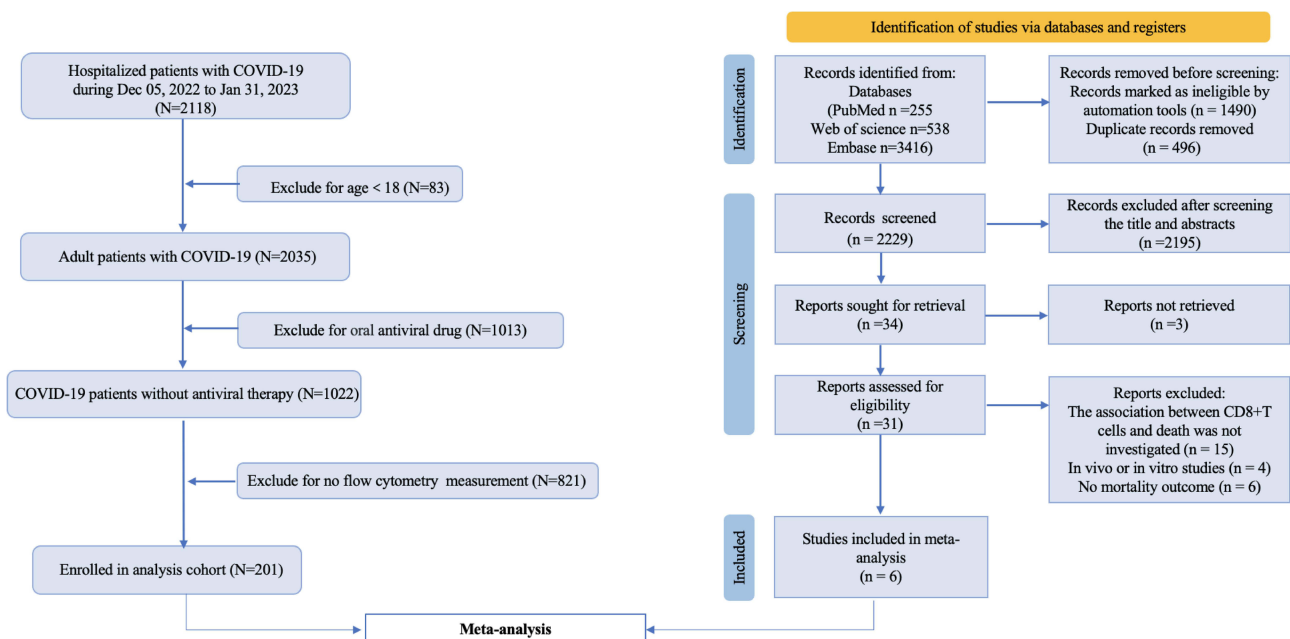 Hospitalized patients with COVID-19
during Dec 05, 2022 to Jan 31, 2023
(N=2118)
Exclude for age < 18 (N=83)
Adult patients with COVID-19 (N=2035)
Exclude for oral antiviral drug (N=1013)
COVID-19 patients without antiviral therapy (N=1022)
Exclude for no flow cytometry measurement (N=821)
Enrolled in analysis cohort (N=201)
Identification of studies via databases and registers
Identification
Records identified from:
Databases
(PubMed n =255
Web of science n=538
Embase n=3416)
Records removed before screening:
Records marked as ineligible by
automation tools (n = 1490)
Duplicate records removed
(n = 496)
Screening
Records screened
(n = 2229)
Records excluded after screening
the title and abstracts
(n =2195)
Reports sought for retrieval
(n =34)
Reports not retrieved
(n =3)
Reports assessed for
eligibility
(n =31)
Reports excluded:
The association between CD8+T
cells and death was not
investigated (n = 15)
In vivo or in vitro studies (n = 4)
No mortality outcome (n = 6)
Included
Studies included in meta-
analysis
(n = 6)
Meta-analysis